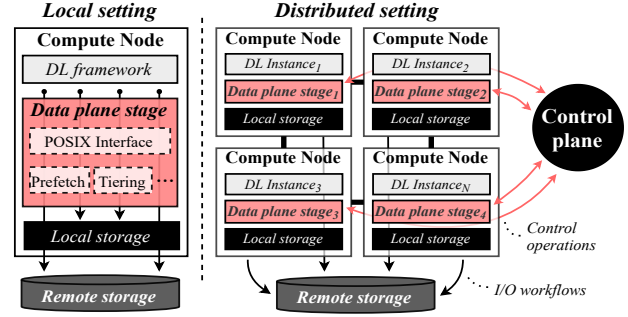 Local setting
Compute Node
DL framework
Data plane stage
POSIX Interface
Prefetch
Tiering
...
Local storage
Remote storage
Distributed setting
Compute Node
DL Instance1
Data plane stage1
Local storage
Compute Node
DL Instance2
Data plane stage2
Local storage
Compute Node
DL Instance3
Data plane stage3
Local storage
Compute Node
DL InstanceN
Data plane stage4
Local storage
Control
plane
Control
operations
Remote storage
I/O workflows